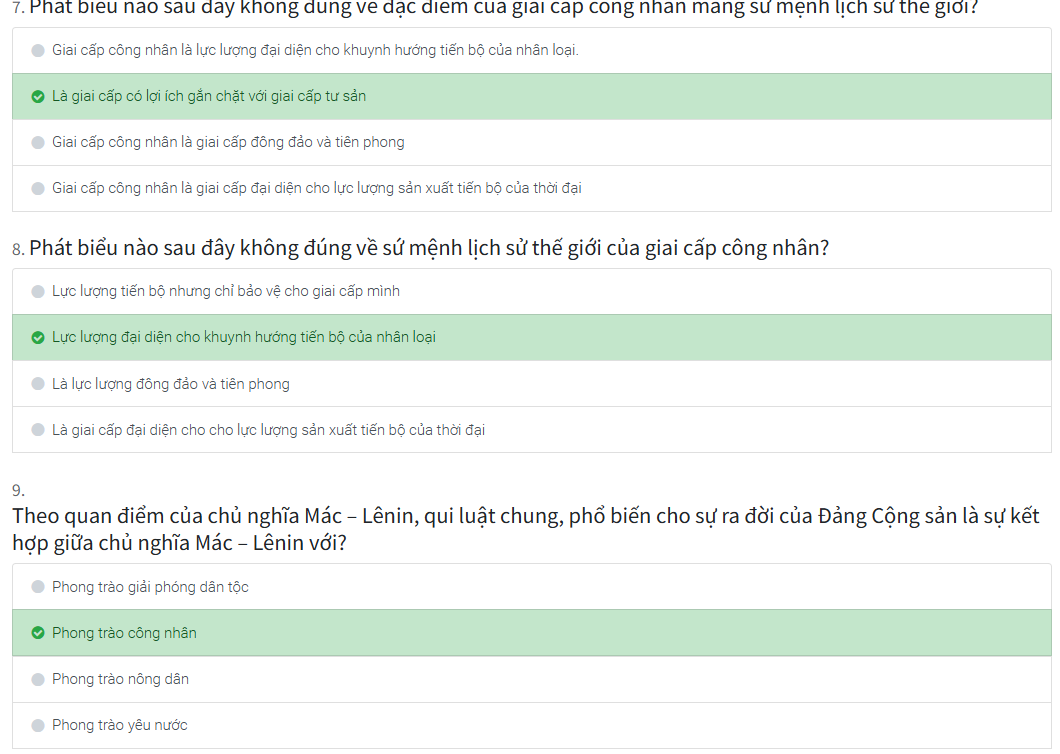 7. Phát biểu nào sau đây không đúng về đặc điểm của giai cấp công nhân mang sứ mệnh lịch sử thế giới?
Giai cấp công nhân là lực lượng đại diện cho khuynh hướng tiến bộ của nhân loại.
Là giai cấp có lợi ích gắn chặt với giai cấp tư sản
Giai cấp công nhân là giai cấp đông đảo và tiên phong
Giai cấp công nhân là giai cấp đại diện cho lực lượng sản xuất tiến bộ của thời đại
8. Phát biểu nào sau đây không đúng về sứ mệnh lịch sử thế giới của giai cấp công nhân?
Lực lượng tiến bộ nhưng chỉ bảo vệ cho giai cấp mình
Lực lượng đại diện cho khuynh hướng tiến bộ của nhân loại
Là lực lượng đông đảo và tiên phong
Là giai cấp đại diện cho cho lực lượng sản xuất tiến bộ của thời đại
9.
Theo quan điểm của chủ nghĩa Mác – Lênin, qui luật chung, phổ biến cho sự ra đời của Đảng Cộng sản là sự kết
hợp giữa chủ nghĩa Mác – Lênin với?
Phong trào giải phóng dân tộc
Phong trào công nhân
Phong trào nông dân
Phong trào yêu nước